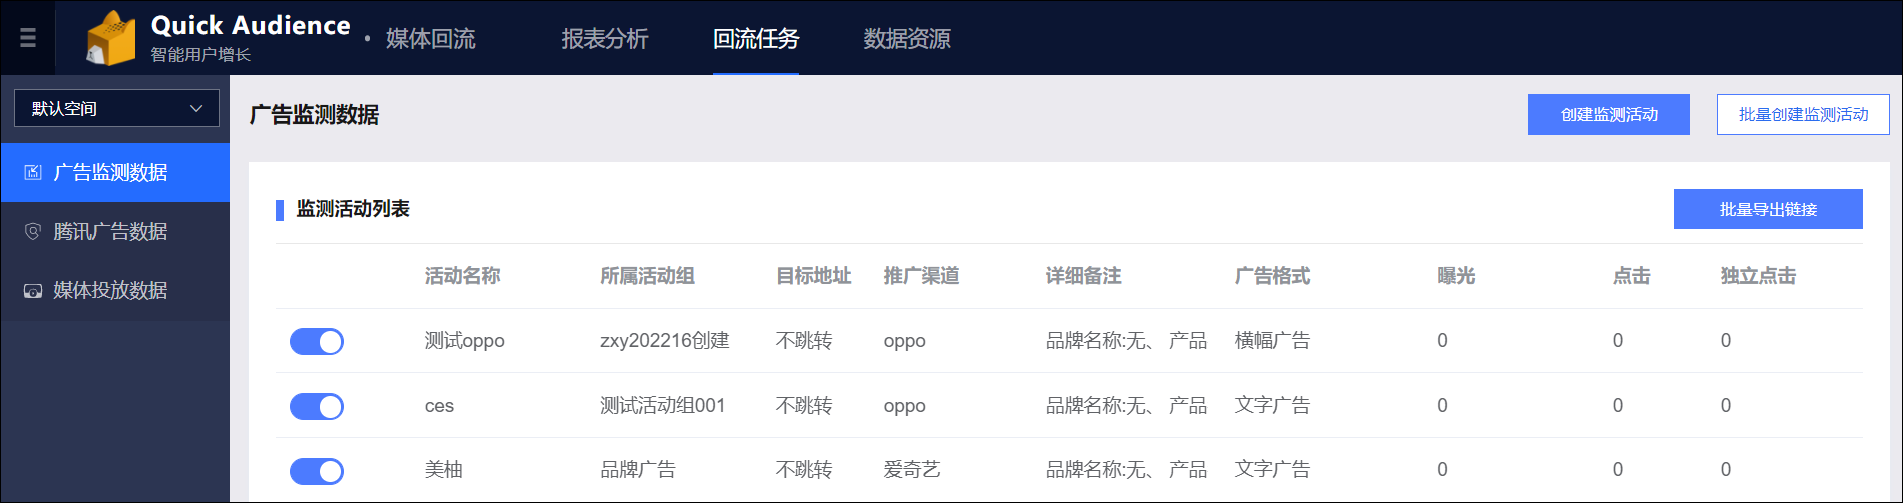 Quick Audience
智能用户增长
· 媒体回流
报表分析
回流任务
数据资源
默认空间
广告监测数据
腾讯广告数据
媒体投放数据
广告监测数据
创建监测活动
批量创建监测活动
监测活动列表
批量导出链接
活动名称 所属活动组 目标地址 推广渠道 详细备注 广告格式 曝光 点击 独立点击
测试oppo zxy202216创建 不跳转 oppo 品牌名称:无、 产品 横幅广告 0 0 0
ces 测试活动组001 不跳转 oppo 品牌名称:无、 产品 文字广告 0 0 0
美柚 品牌广告 不跳转 爱奇艺 品牌名称:无、 产品 文字广告 0 0 0